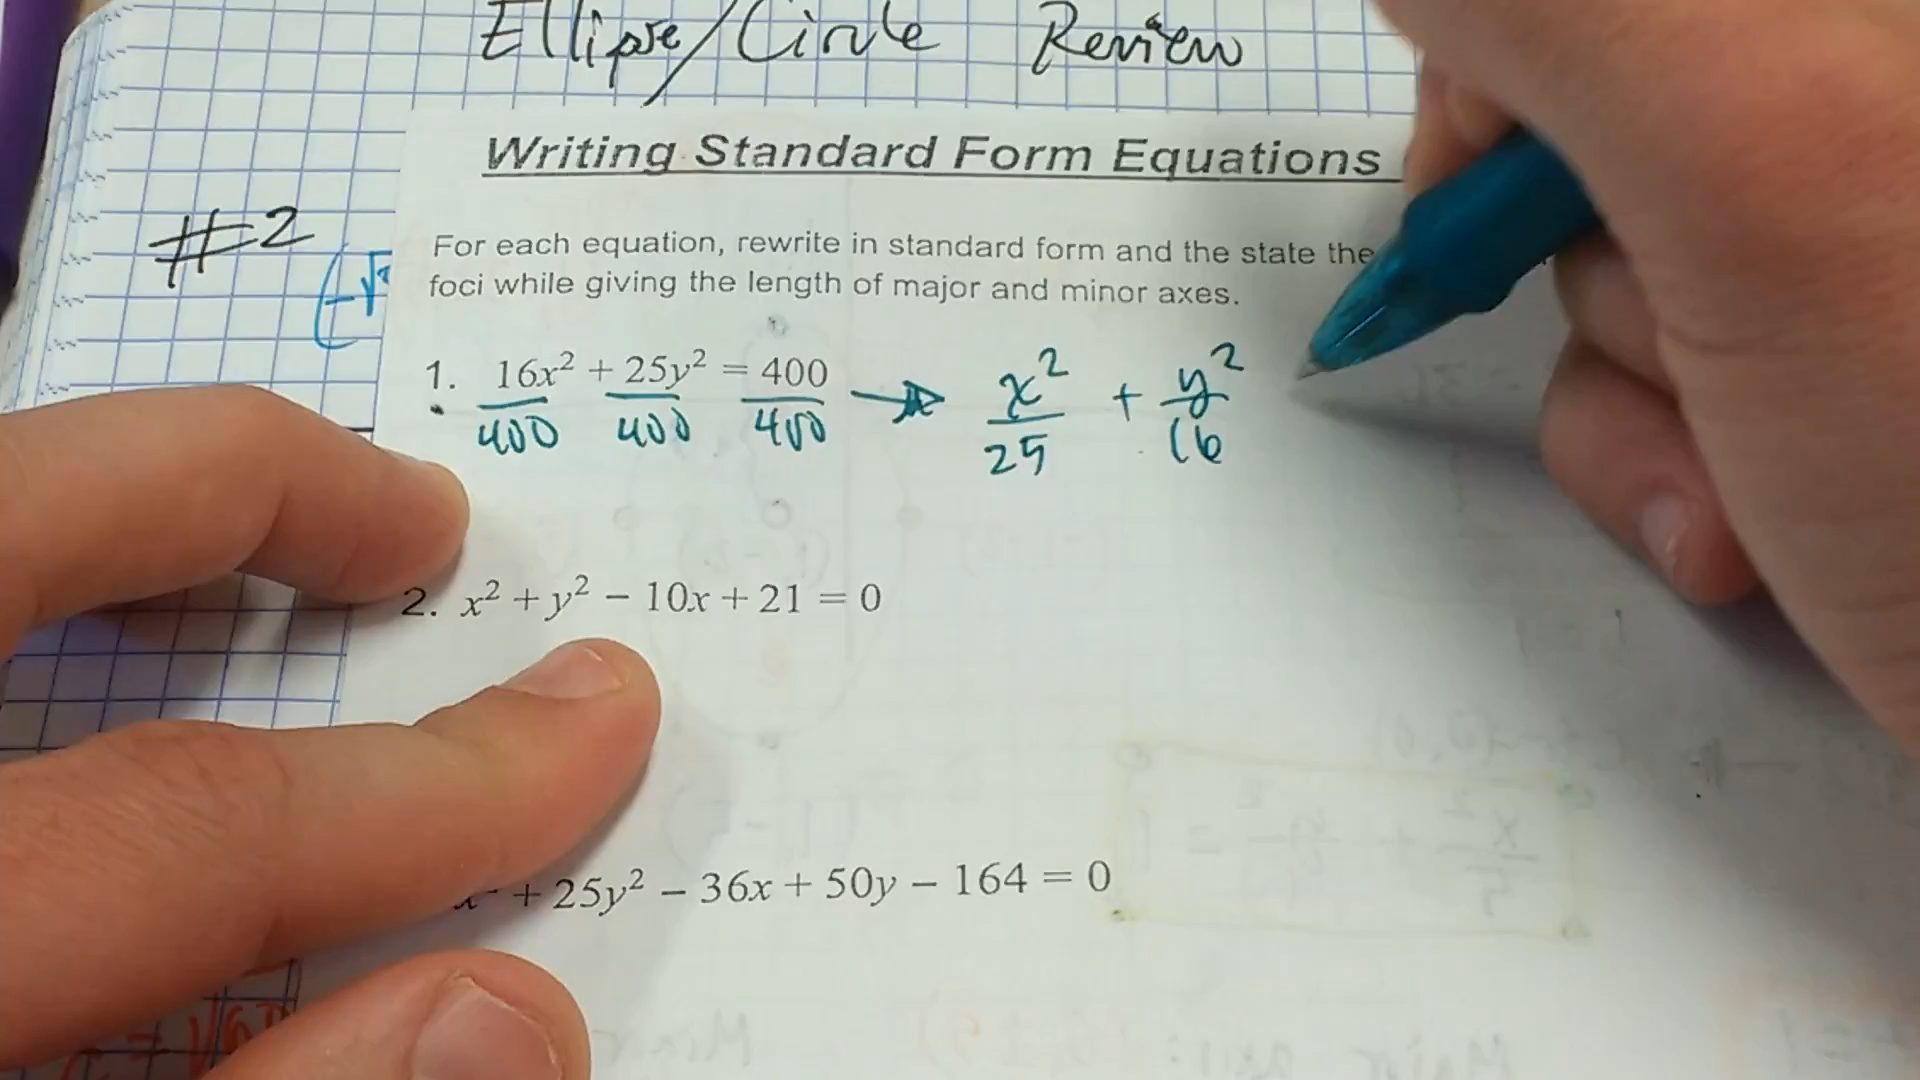 Ellipse/Circle Review
Writing Standard Form Equations
#2
For each equation, rewrite in standard form and the state the
foci while giving the length of major and minor axes.
1. 16x² + 25y² = 400 → x²/25 + y²/16
400 400 400
2. x² + y² − 10x + 21 = 0
+ 25y² − 36x + 50y − 164 = 0